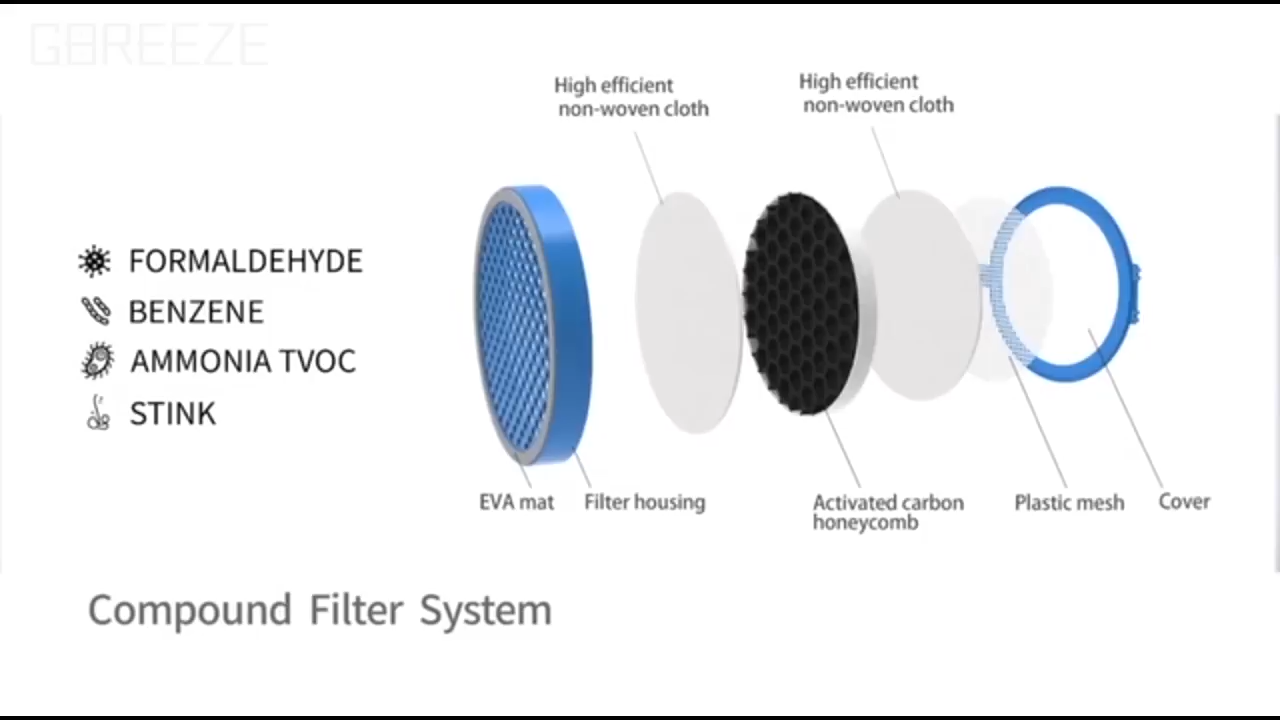 GBREEZE
High efficient
non-woven cloth
High efficient
non-woven cloth
FORMALDEHYDE
BENZENE
AMMONIA TVOC
STINK
EVA mat
Filter housing
Activated carbon
honeycomb
Plastic mesh
Cover
Compound Filter System